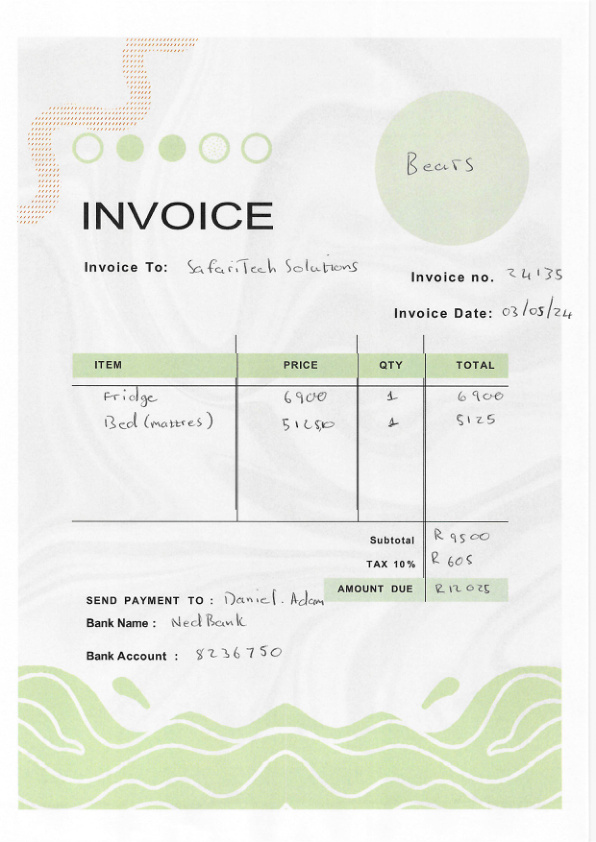 Bears
INVOICE
Invoice To: SafariTech Solutions
Invoice no. 24135
Invoice Date: 03/05/24
ITEM PRICE QTY TOTAL
Fridge 6900 1 6900
Bed (mattres) 1 5125
Subtotal R 9500
TAX 10% R 605
AMOUNT DUE R12025
SEND PAYMENT TO : Daniel. Adam
Bank Name : NedBank
Bank Account : 8236750